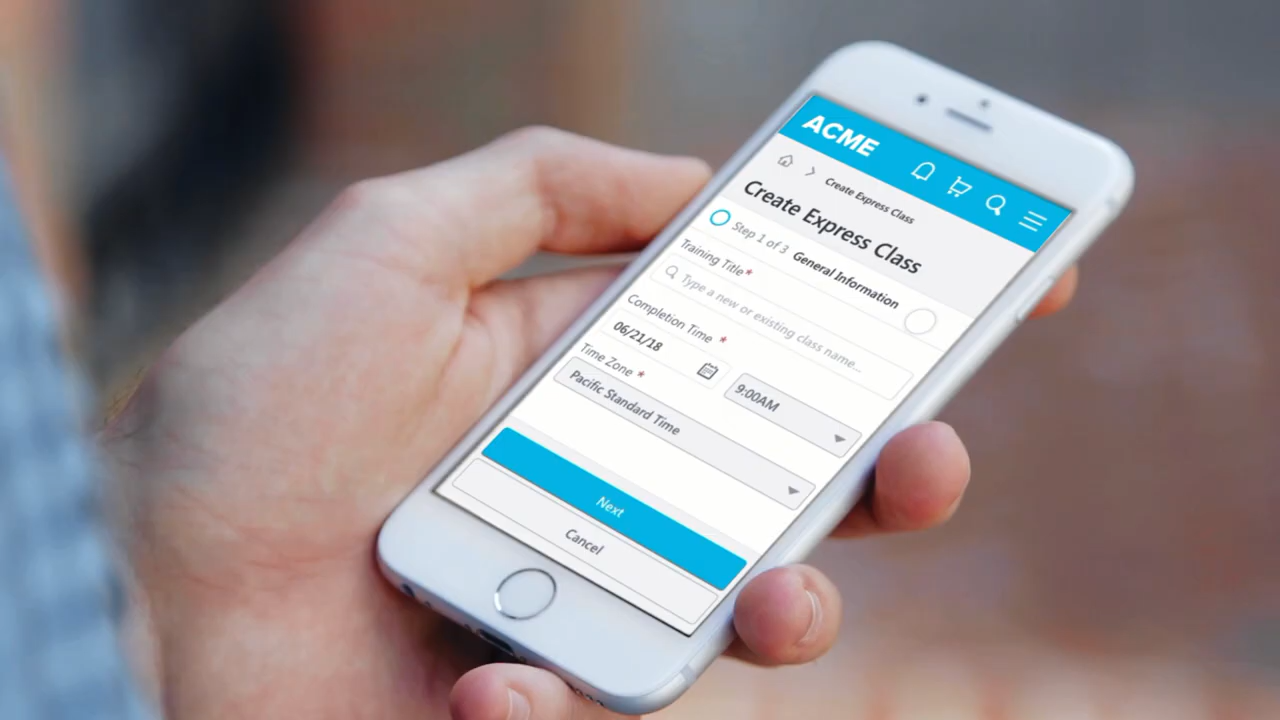 ACME
Create Express Class
Create Express Class
Step 1 of 3 General Information
Training Title*
Type a new or existing class name...
Completion Time *
06/21/18
9:00AM
Time Zone *
Pacific Standard Time
Next
Cancel